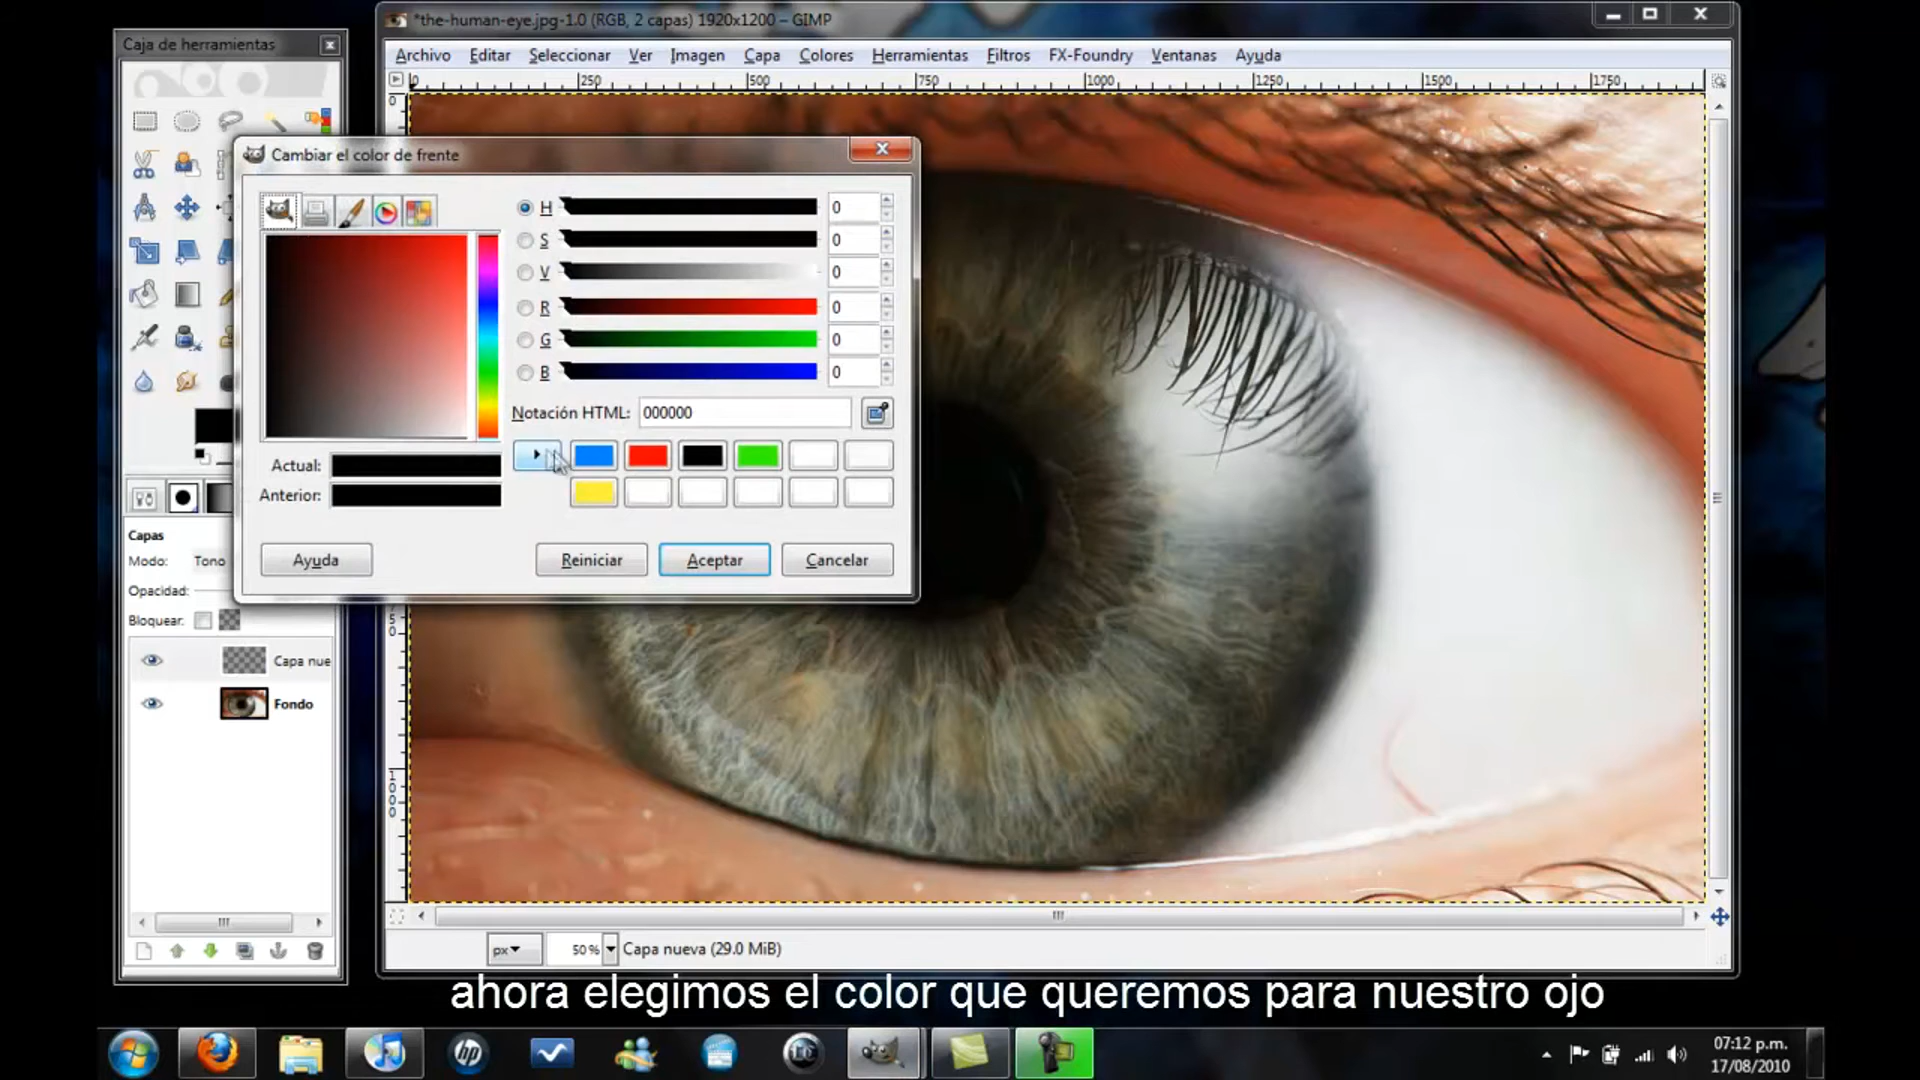 Caja de herramientas
*the-human-eye.jpg-1.0 (RGB, 2 capas) 1920x1200 – GIMP
Archivo Editar Seleccionar Ver Imagen Capa Colores Herramientas Filtros FX-Foundry Ventanas Ayuda
0 250 500 750 1000 1250 1500 1750
0
Cambiar el color de frente
H 0
S 0
V 0
R 0
G 0
B 0
Notación HTML: 000000
Actual:
Anterior:
Ayuda Reiniciar Aceptar Cancelar
Capas
Modo: Tono
Opacidad:
Bloquear:
Capa nue
Fondo
1000
px 50 % Capa nueva (29.0 MiB)
ahora elegimos el color que queremos para nuestro ojo
hp
07:12 p.m.
17/08/2010